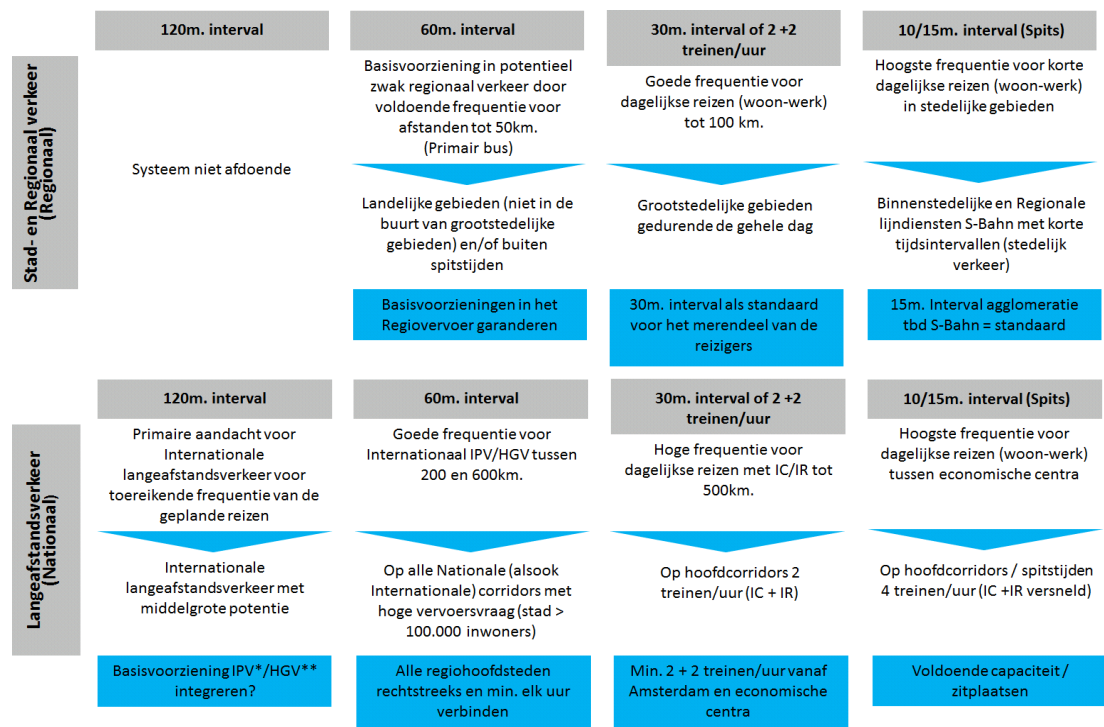 Stad- en Regionaal verkeer
(Regionaal)
120m. interval
Systeem niet afdoende
60m. interval
Basisvoorziening in potentieel
zwak regionaal verkeer door
voldoende frequentie voor
afstanden tot 50km.
(Primair bus)
Landelijke gebieden (niet in de
buurt van grootstedelijke
gebieden) en/of buiten
spitstijden
Basisvoorzieningen in het
Regiovervoer garanderen
30m. interval of 2 +2
treinen/uur
Goede frequentie voor
dagelijkse reizen (woon-werk)
tot 100 km.
Grootstedelijke gebieden
gedurende de gehele dag
30m. interval als standaard
voor het merendeel van de
reizigers
10/15m. interval (Spits)
Hoogste frequentie voor korte
dagelijkse reizen (woon-werk)
in stedelijke gebieden
Binnenstedelijke en Regionale
lijndiensten S-Bahn met korte
tijdsintervallen (stedelijk
verkeer)
15m. Interval agglomeratie
tbd S-Bahn = standaard
Langeafstandsverkeer
(Nationaal)
120m. interval
Primaire aandacht voor
Internationale
langeafstandsverkeer voor
toereikende frequentie van de
geplande reizen
Internationale
langeafstandverkeer met
middelgrote potentie
Basisvoorziening IPV*/HGV**
integreren?
60m. interval
Goede frequentie voor
Internationaal IPV/HGV tussen
200 en 600km.
Op alle Nationale (alsook
Internationale) corridors met
hoge vervoersvraag (stad >
100.000 inwoners)
Alle regiohoofdsteden
rechtstreeks en min. elk uur
verbinden
30m. interval of 2 +2
treinen/uur
Hoge frequentie voor
dagelijkse reizen met IC/IR tot
500km.
Op hoofdcorridors 2
treinen/uur (IC + IR)
Min. 2 + 2 treinen/uur vanaf
Amsterdam en economische
centra
10/15m. interval (Spits)
Hoogste frequentie voor
dagelijkse reizen (woon-werk)
tussen economische centra
Op hoofdcorridors / spitstijden
4 treinen/uur (IC +IR versneld)
Voldoende capaciteit /
zitplaatsen